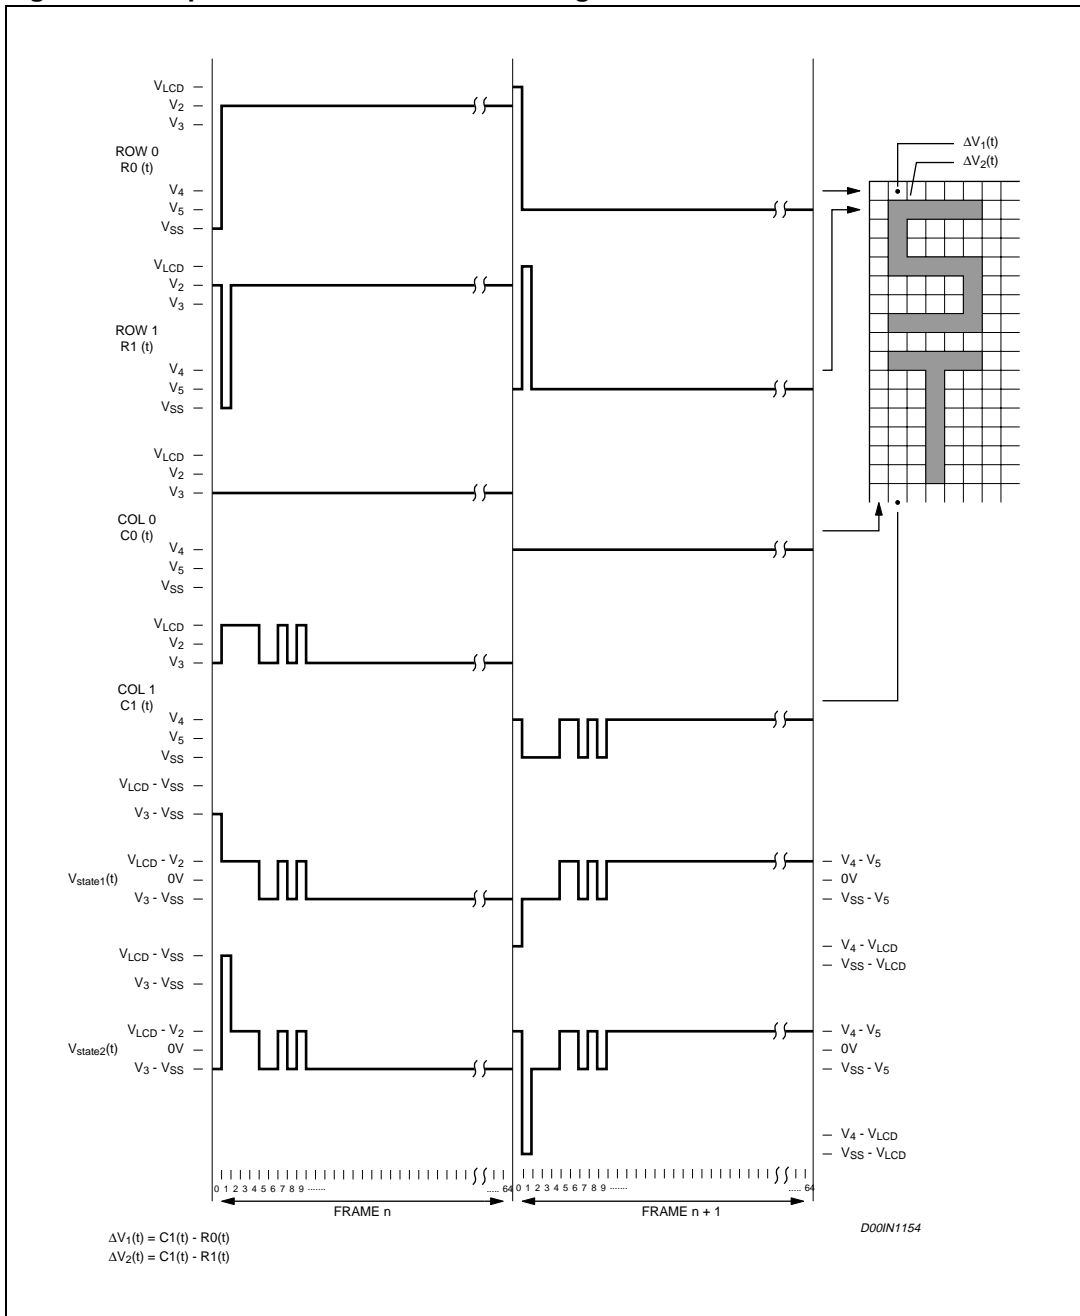 VLCD
V2
V3
ROW 0
R0 (t)
V4
V5
VSS
VLCD
V2
V3
ROW 1
R1 (t)
V4
V5
VSS
VLCD
V2
V3
COL 0
C0 (t)
V4
V5
VSS
VLCD
V2
V3
COL 1
C1 (t)
V4
V5
VSS
VLCD - VSS
V3 - VSS
VLCD - V2
Vstate1(t) 0V
V3 - VSS
VLCD - VSS
V3 - VSS
VLCD - V2
Vstate2(t) 0V
V3 - VSS
ΔV1(t)
ΔV2(t)
V4 - V5
0V
VSS - V5
V4 - VLCD
VSS - VLCD
V4 - V5
0V
VSS - V5
V4 - VLCD
VSS - VLCD
0 1 2 3 4 5 6 7 8 9 ....... ..... 64 0 1 2 3 4 5 6 7 8 9 ....... ..... 64
FRAME n FRAME n + 1
D00IN1154
ΔV1(t) = C1(t) - R0(t)
ΔV2(t) = C1(t) - R1(t)